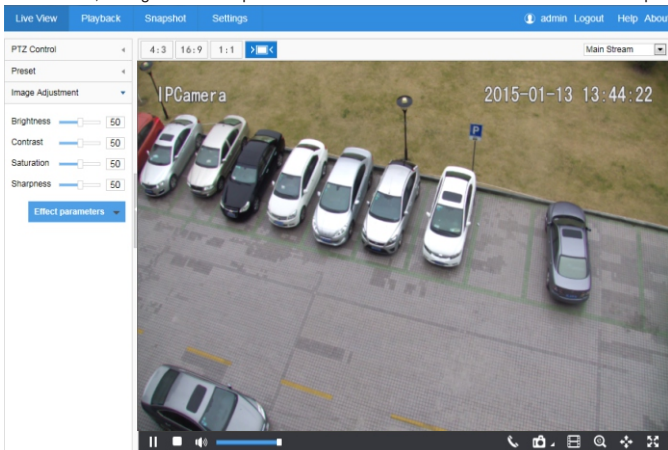 Live View Playback Snapshot Settings admin Logout Help Abou
PTZ Control
Preset
Image Adjustment
Brightness 50
Contrast 50
Saturation 50
Sharpness 50
Effect parameters
4:3 16:9 1:1
Main Stream
IPCamera
2015-01-13 13:44:22
P